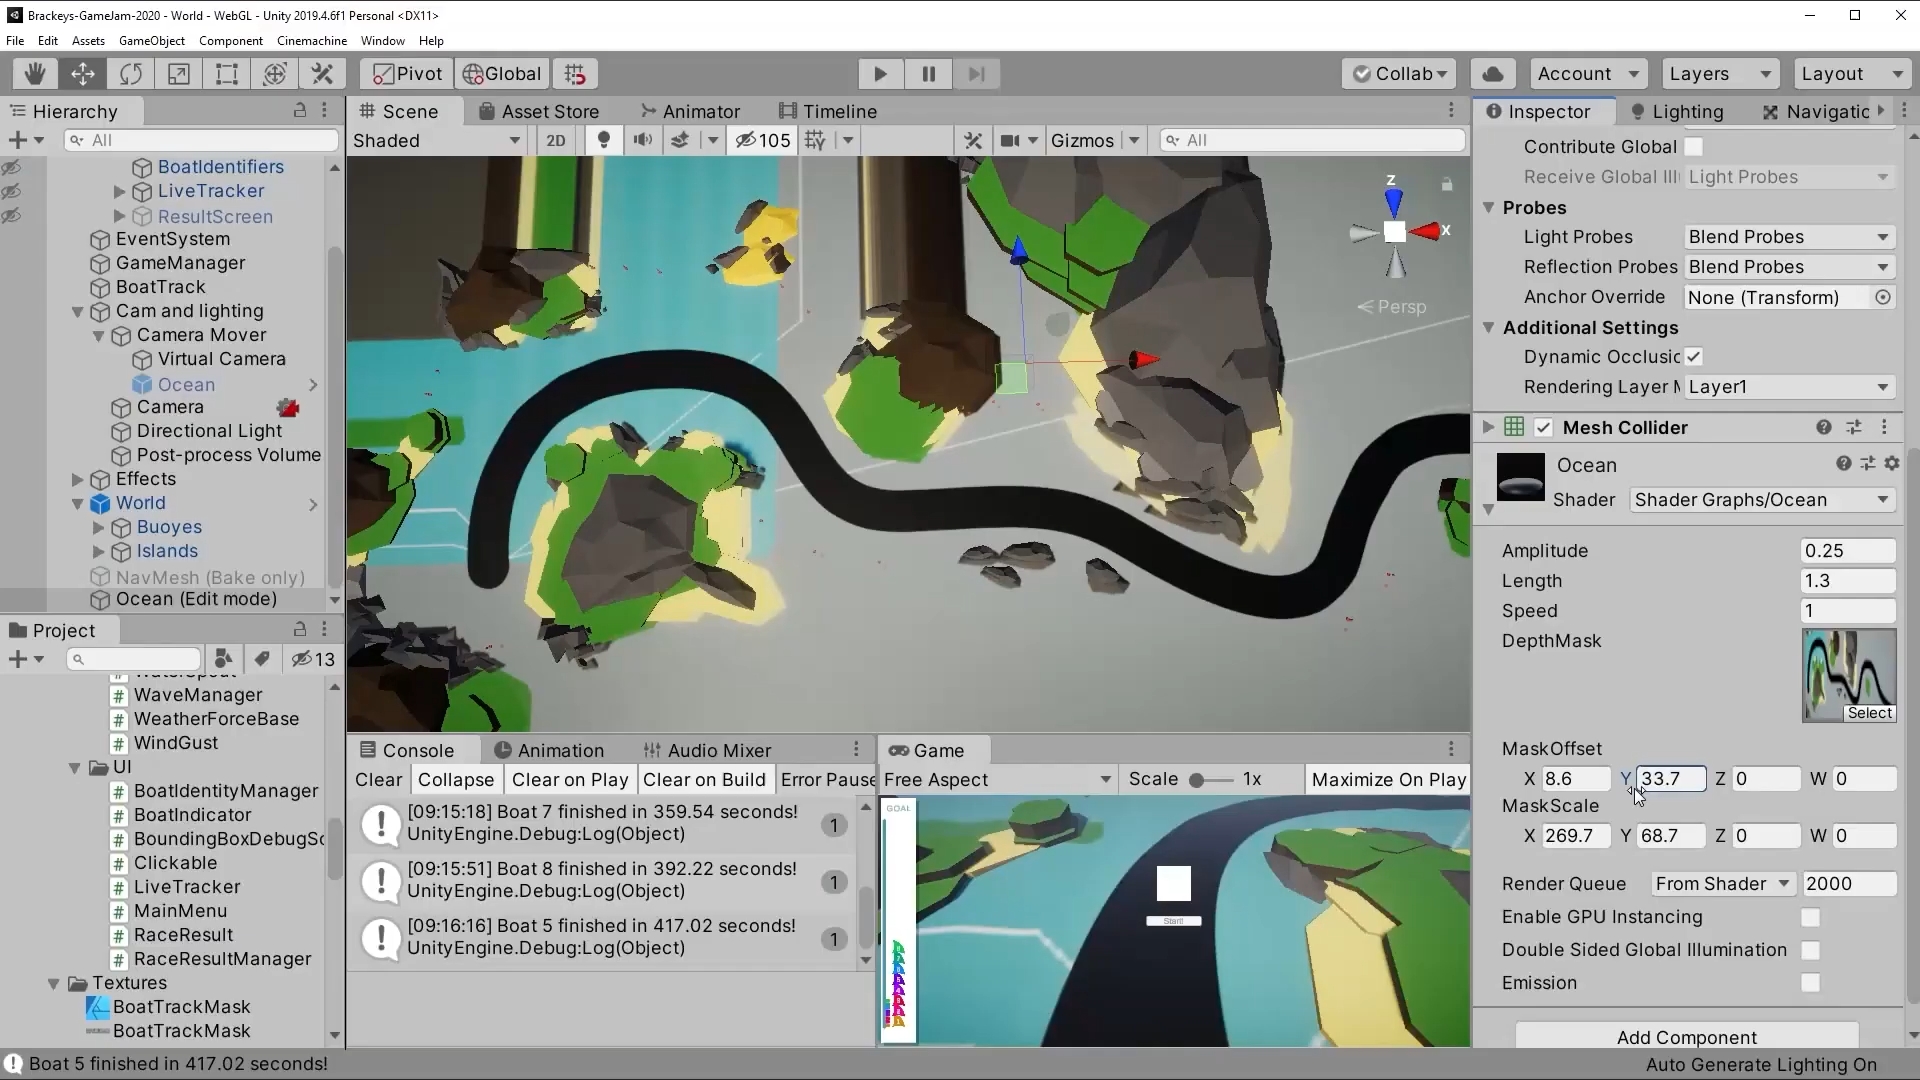 Brackeys-GameJam-2020 - World - WebGL - Unity 2019.4.6f1 Personal <DX11>
File Edit Assets GameObject Component Cinemachine Window Help
Pivot Global Collab Account Layers Layout
Hierarchy
All
BoatIdentifiers
LiveTracker
ResultScreen
EventSystem
GameManager
BoatTrack
Cam and lighting
Camera Mover
Virtual Camera
Ocean
Camera
Directional Light
Post-process Volume
Effects
World
Buoyes
Islands
NavMesh (Bake only)
Ocean (Edit mode)
Project
13
WaveManager
WeatherForceBase
WindGust
UI
BoatIdentityManager
BoatIndicator
BoundingBoxDebugSc
Clickable
LiveTracker
MainMenu
RaceResult
RaceResultManager
Textures
BoatTrackMask
BoatTrackMask
Scene Asset Store Animator Timeline
Shaded 2D 105 Gizmos All
Z
X
Persp
Console Animation Audio Mixer
Clear Collapse Clear on Play Clear on Build Error Pause
[09:15:18] Boat 7 finished in 359.54 seconds!
UnityEngine.Debug:Log(Object)
1
[09:15:51] Boat 8 finished in 392.22 seconds!
UnityEngine.Debug:Log(Object)
1
[09:16:16] Boat 5 finished in 417.02 seconds!
UnityEngine.Debug:Log(Object)
1
Game
Free Aspect Scale 1x Maximize On Play
GOAL
Start!
Inspector Lighting Navigatic
Contribute Global
Receive Global Illı Light Probes
Probes
Light Probes Blend Probes
Reflection Probes Blend Probes
Anchor Override None (Transform)
Additional Settings
Dynamic Occlusic
Rendering Layer M Layer1
Mesh Collider
Ocean
Shader Shader Graphs/Ocean
Amplitude 0.25
Length 1.3
Speed 1
DepthMask
Select
MaskOffset
X 8.6 Y 33.7 Z 0 W 0
MaskScale
X 269.7 Y 68.7 Z 0 W 0
Render Queue From Shader 2000
Enable GPU Instancing
Double Sided Global Illumination
Emission
Add Component
Boat 5 finished in 417.02 seconds!
Auto Generate Lighting On